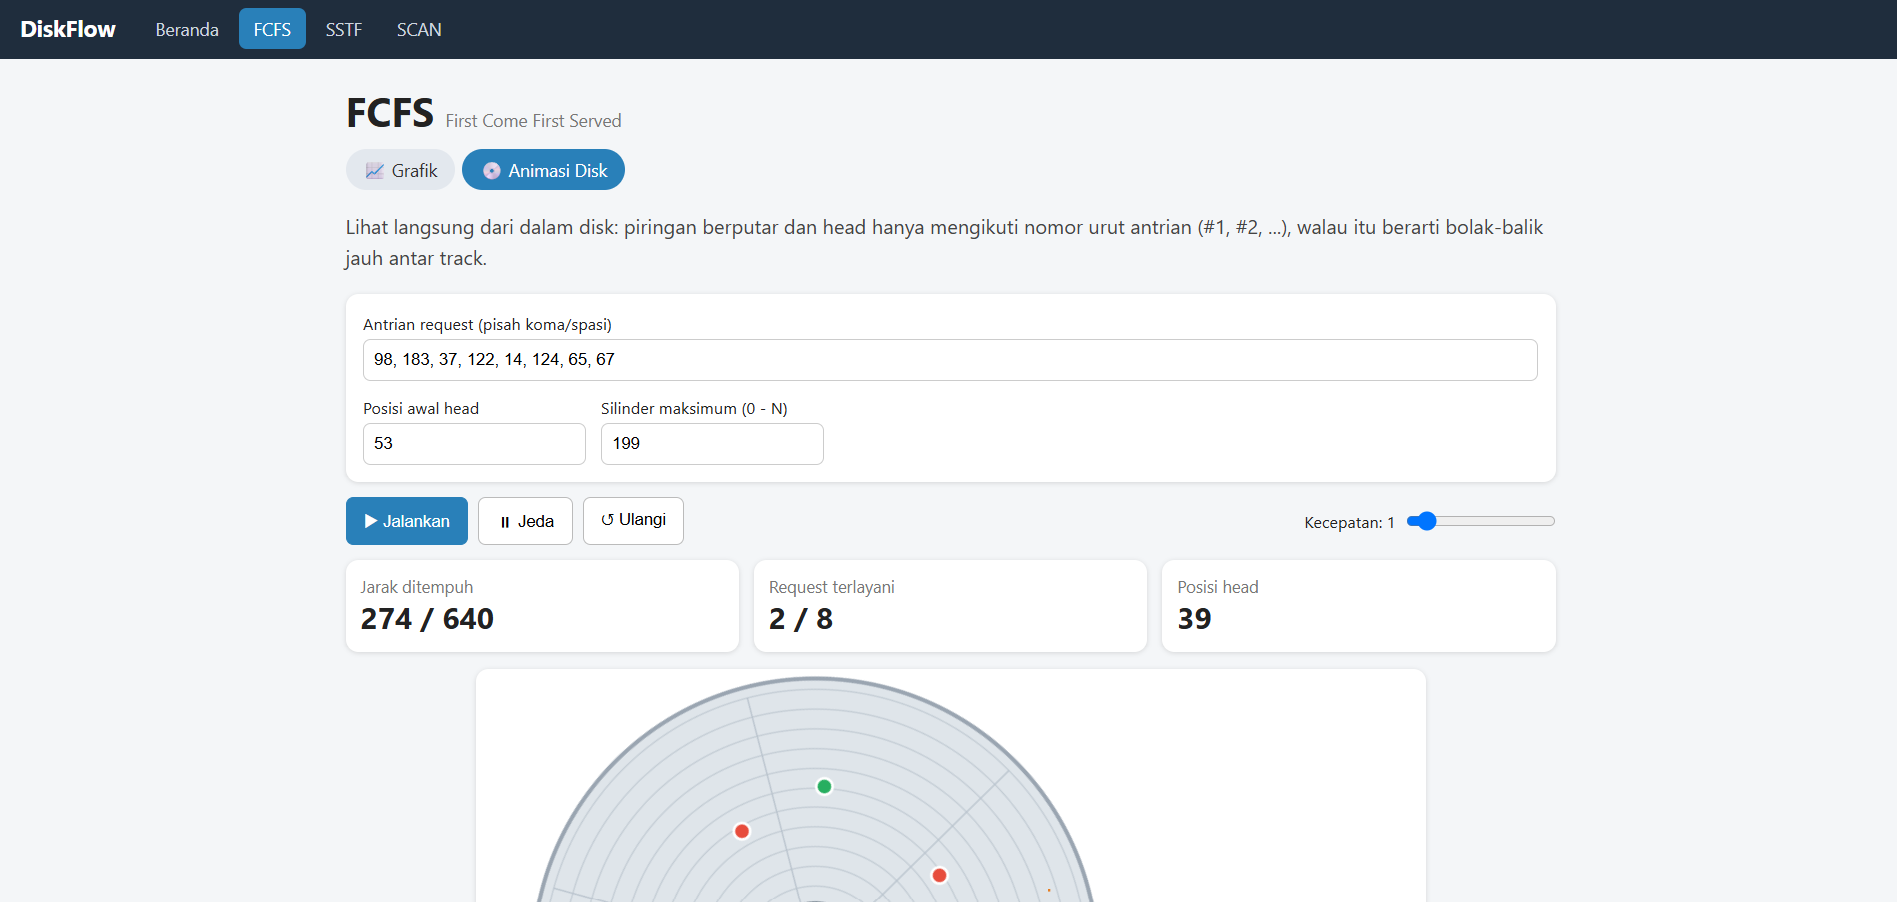 DiskFlow Beranda FCFS SSTF SCAN
FCFS First Come First Served
Grafik Animasi Disk
Lihat langsung dari dalam disk: piringan berputar dan head hanya mengikuti nomor urut antrian (#1, #2, ...), walau itu berarti bolak-balik
jauh antar track.
Antrian request (pisah koma/spasi)
98, 183, 37, 122, 14, 124, 65, 67
Posisi awal head Silinder maksimum (0 - N)
53 199
▶ Jalankan ⏸ Jeda ↺ Ulangi Kecepatan: 1
Jarak ditempuh Request terlayani Posisi head
274 / 640 2 / 8 39